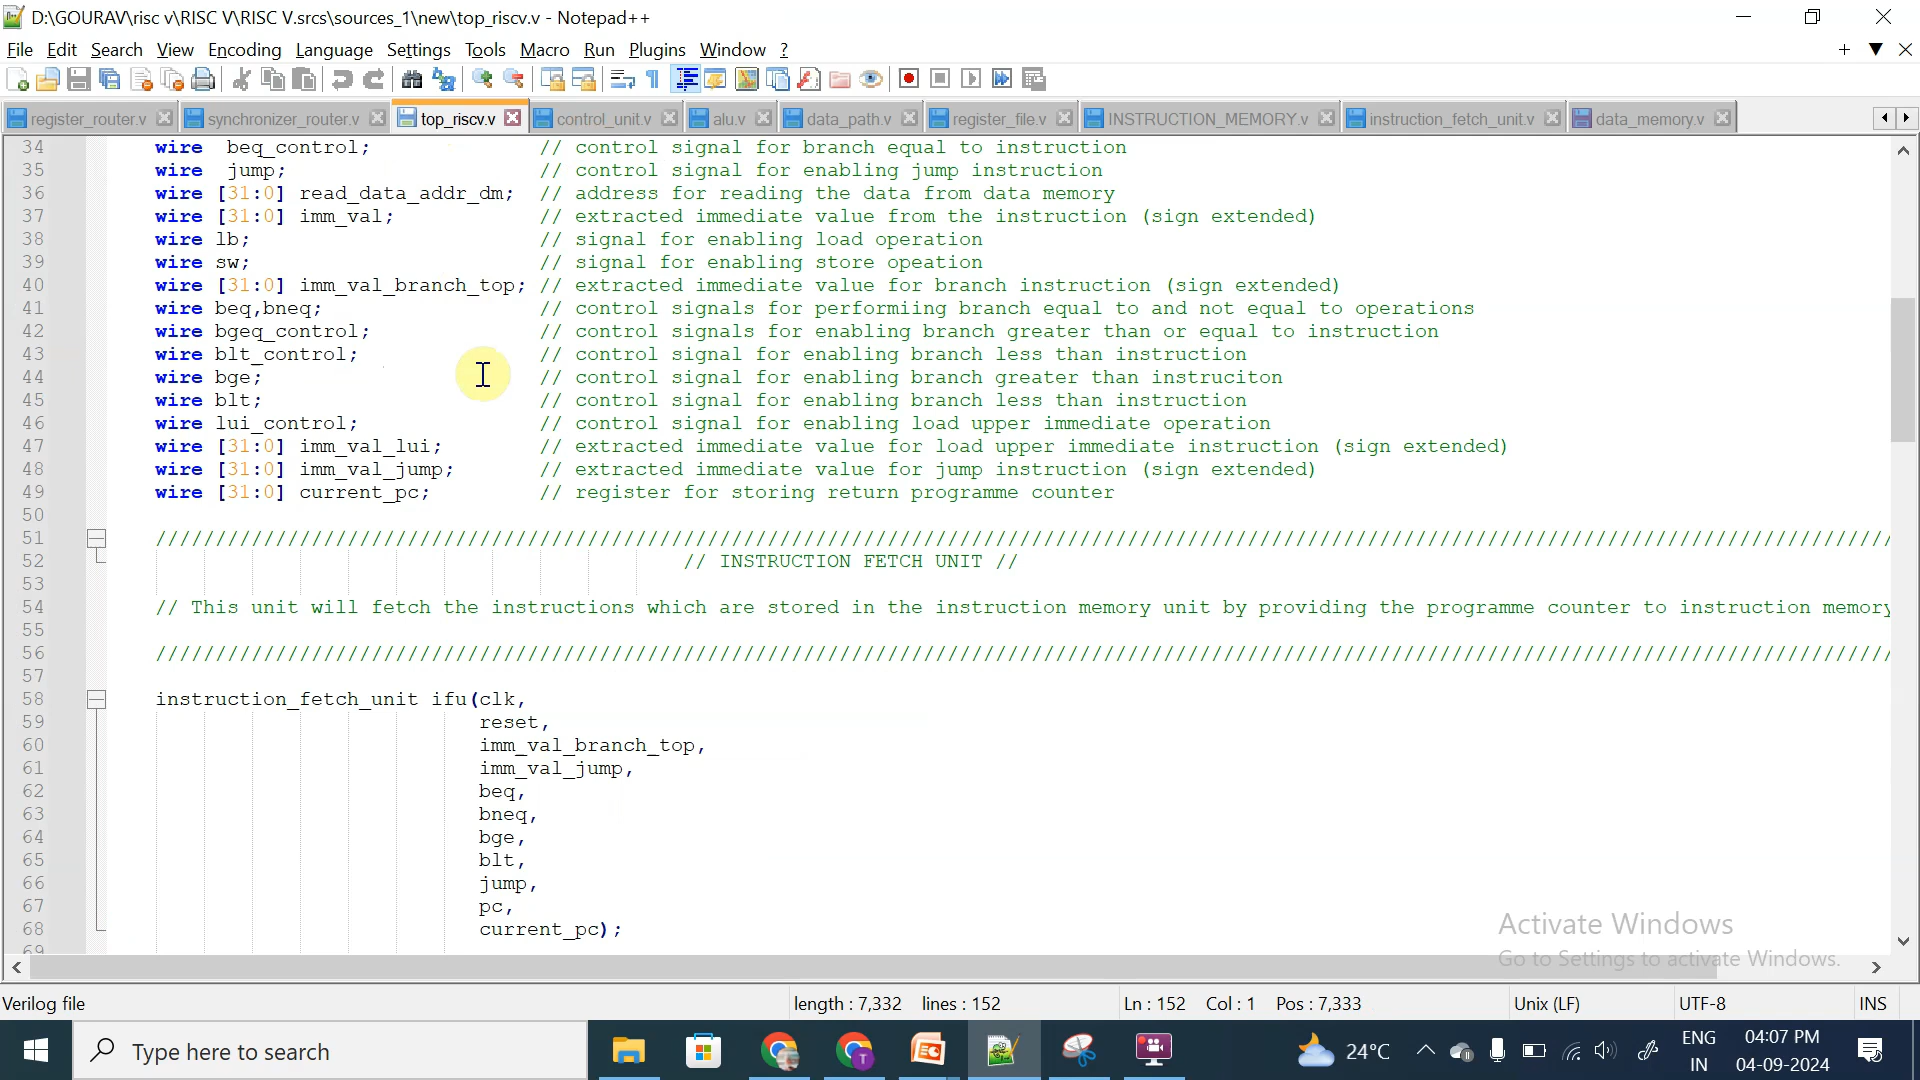 D:\GOURAV\risc v\RISC V\RISC V.srcs\sources_1\new\top_riscv.v - Notepad++
File Edit Search View Encoding Language Settings Tools Macro Run Plugins Window ?
register_router.v synchronizer_router.v top_riscv.v control_unit.v alu.v data_path.v register_file.v INSTRUCTION_MEMORY.v instruction_fetch_unit.v data_memory.v
34 wire beq_control; // control signal for branch equal to instruction
35 wire jump; // control signal for enabling jump instruction
36 wire [31:0] read_data_addr_dm; // address for reading the data from data memory
37 wire [31:0] imm_val; // extracted immediate value from the instruction (sign extended)
38 wire lb; // signal for enabling load operation
39 wire sw; // signal for enabling store opeation
40 wire [31:0] imm_val_branch_top; // extracted immediate value for branch instruction (sign extended)
41 wire beq,bneq; // control signals for performiing branch equal to and not equal to operations
42 wire bgeq_control; // control signals for enabling branch greater than or equal to instruction
43 wire blt_control; // control signal for enabling branch less than instruction
44 wire bge; // control signal for enabling branch greater than instruciton
45 wire blt; // control signal for enabling branch less than instruction
46 wire lui_control; // control signal for enabling load upper immediate operation
47 wire [31:0] imm_val_lui; // extracted immediate value for load upper immediate instruction (sign extended)
48 wire [31:0] imm_val_jump; // extracted immediate value for jump instruction (sign extended)
49 wire [31:0] current_pc; // register for storing return programme counter
50
51 ////////////////////////////////////////////////////////////////////////////////////////////////////////////////////////////////////////////////
52 // INSTRUCTION FETCH UNIT //
53
54 // This unit will fetch the instructions which are stored in the instruction memory unit by providing the programme counter to instruction memory
55
56 ////////////////////////////////////////////////////////////////////////////////////////////////////////////////////////////////////////////////
57
58 instruction_fetch_unit ifu(clk,
59 reset,
60 imm_val_branch_top,
61 imm_val_jump,
62 beq,
63 bneq,
64 bge,
65 blt,
66 jump,
67 pc,
68 current_pc);
69
Activate Windows
Go to Settings to activate Windows.
Verilog file length : 7,332 lines : 152 Ln : 152 Col : 1 Pos : 7,333 Unix (LF) UTF-8 INS
Type here to search 24°C ENG 04:07 PM
IN 04-09-2024